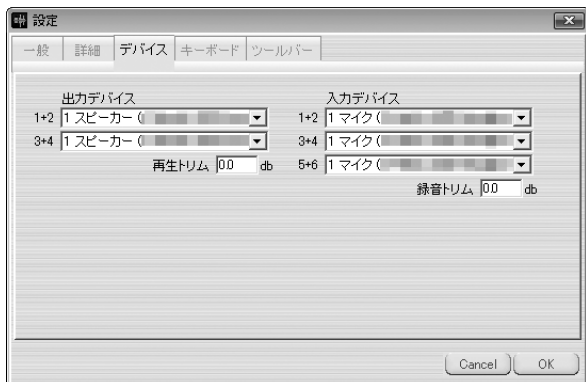 設定
一般 詳細 デバイス キーボード ツールバー
出力デバイス
1+2 1 スピーカー (
3+4 1 スピーカー (
再生トリム 0.0 db
入力デバイス
1+2 1 マイク (
3+4 1 マイク (
5+6 1 マイク (
録音トリム 0.0 db
Cancel OK